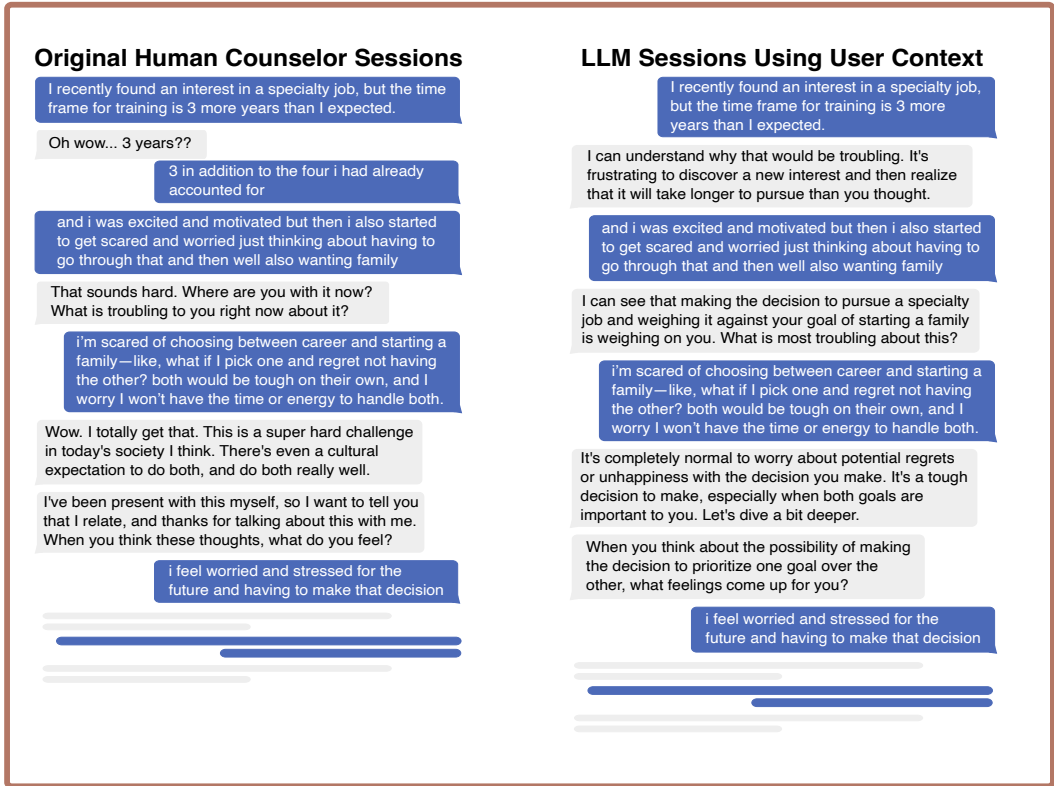 Original Human Counselor Sessions
I recently found an interest in a specialty job, but the time
frame for training is 3 more years than I expected.
Oh wow... 3 years??
3 in addition to the four i had already
accounted for
and i was excited and motivated but then i also started
to get scared and worried just thinking about having to
go through that and then well also wanting family
That sounds hard. Where are you with it now?
What is troubling to you right now about it?
i'm scared of choosing between career and starting a
family—like, what if I pick one and regret not having
the other? both would be tough on their own, and I
worry I won't have the time or energy to handle both.
Wow. I totally get that. This is a super hard challenge
in today's society I think. There's even a cultural
expectation to do both, and do both really well.
I've been present with this myself, so I want to tell you
that I relate, and thanks for talking about this with me.
When you think these thoughts, what do you feel?
i feel worried and stressed for the
future and having to make that decision
LLM Sessions Using User Context
I recently found an interest in a specialty job,
but the time frame for training is 3 more
years than I expected.
I can understand why that would be troubling. It's
frustrating to discover a new interest and then realize
that it will take longer to pursue than you thought.
and i was excited and motivated but then i also started
to get scared and worried just thinking about having to
go through that and then well also wanting family
I can see that making the decision to pursue a specialty
job and weighing it against your goal of starting a family
is weighing on you. What is most troubling about this?
i'm scared of choosing between career and starting a
family—like, what if I pick one and regret not having
the other? both would be tough on their own, and I
worry I won't have the time or energy to handle both.
It's completely normal to worry about potential regrets
or unhappiness with the decision you make. It's a tough
decision to make, especially when both goals are
important to you. Let's dive a bit deeper.
When you think about the possibility of making
the decision to prioritize one goal over the
other, what feelings come up for you?
i feel worried and stressed for the
future and having to make that decision